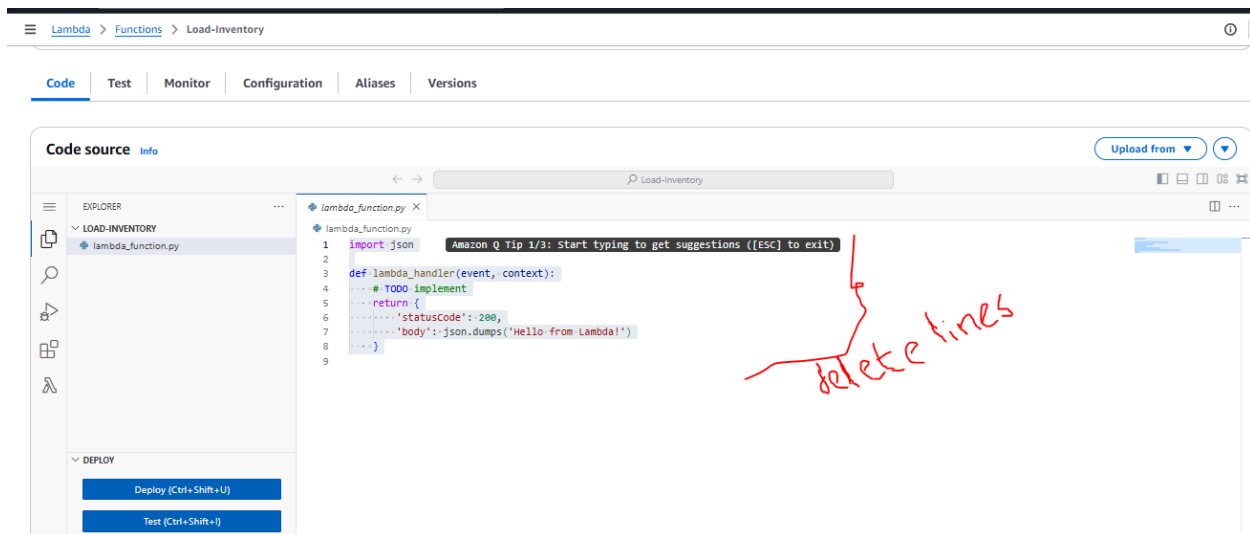 Lambda > Functions > Load-Inventory
Code Test Monitor Configuration Aliases Versions
Code source Info
Upload from ▼
Load-Inventory
EXPLORER ...
lambda_function.py ×
LOAD-INVENTORY
lambda_function.py
lambda_function.py
1 import json Amazon Q Tip 1/3: Start typing to get suggestions ([ESC] to exit)
2
3 def·lambda_handler(event,·context):
4 ····#·TODO·implement
5 ····return·{
6 ········'statusCode':·200,
7 ········'body':·json.dumps('Hello·from·Lambda!')
8 ····}
9
delete lines
DEPLOY
Deploy (Ctrl+Shift+U)
Test (Ctrl+Shift+I)